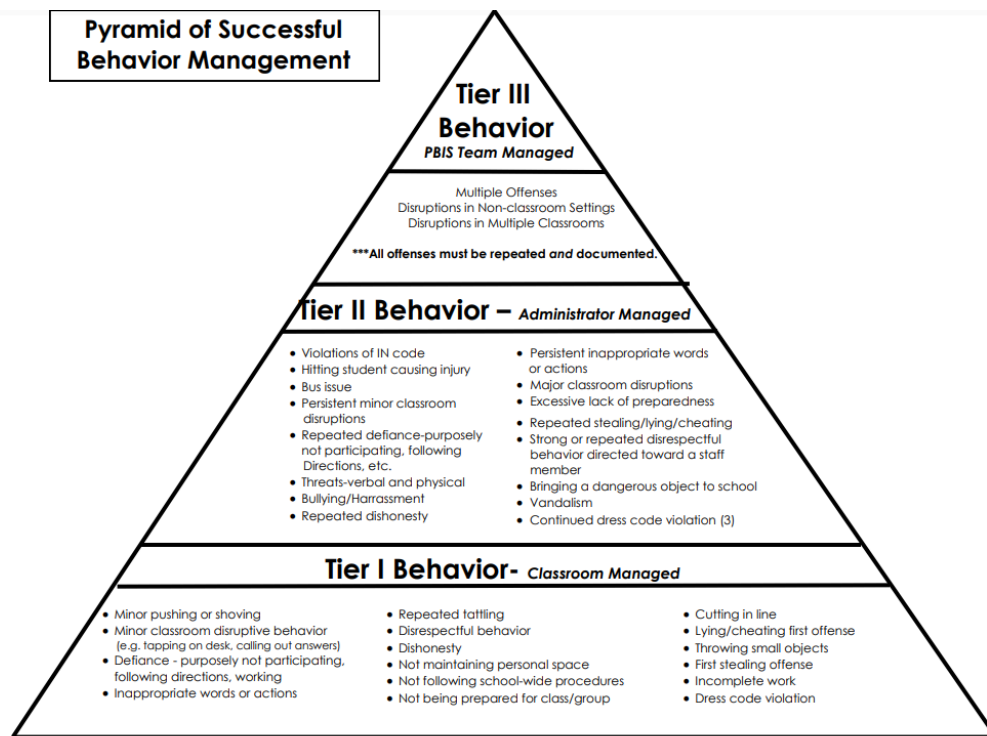 Pyramid of Successful
Behavior Management
Tier III
Behavior
PBIS Team Managed
Multiple Offenses
Disruptions in Non-classroom Settings
Disruptions in Multiple Classrooms
***All offenses must be repeated and documented.
Tier II Behavior – Administrator Managed
• Violations of IN code
• Hitting student causing injury
• Bus issue
• Persistent minor classroom
disruptions
• Repeated defiance-purposely
not participating, following
Directions, etc.
• Threats-verbal and physical
• Bullying/Harrassment
• Repeated dishonesty
• Persistent inappropriate words
or actions
• Major classroom disruptions
• Excessive lack of preparedness
• Repeated stealing/lying/cheating
• Strong or repeated disrespectful
behavior directed toward a staff
member
• Bringing a dangerous object to school
• Vandalism
• Continued dress code violation (3)
Tier I Behavior- Classroom Managed
• Minor pushing or shoving
• Minor classroom disruptive behavior
(e.g. tapping on desk, calling out answers)
• Defiance - purposely not participating,
following directions, working
• Inappropriate words or actions
• Repeated tattling
• Disrespectful behavior
• Dishonesty
• Not maintaining personal space
• Not following school-wide procedures
• Not being prepared for class/group
• Cutting in line
• Lying/cheating first offense
• Throwing small objects
• First stealing offense
• Incomplete work
• Dress code violation